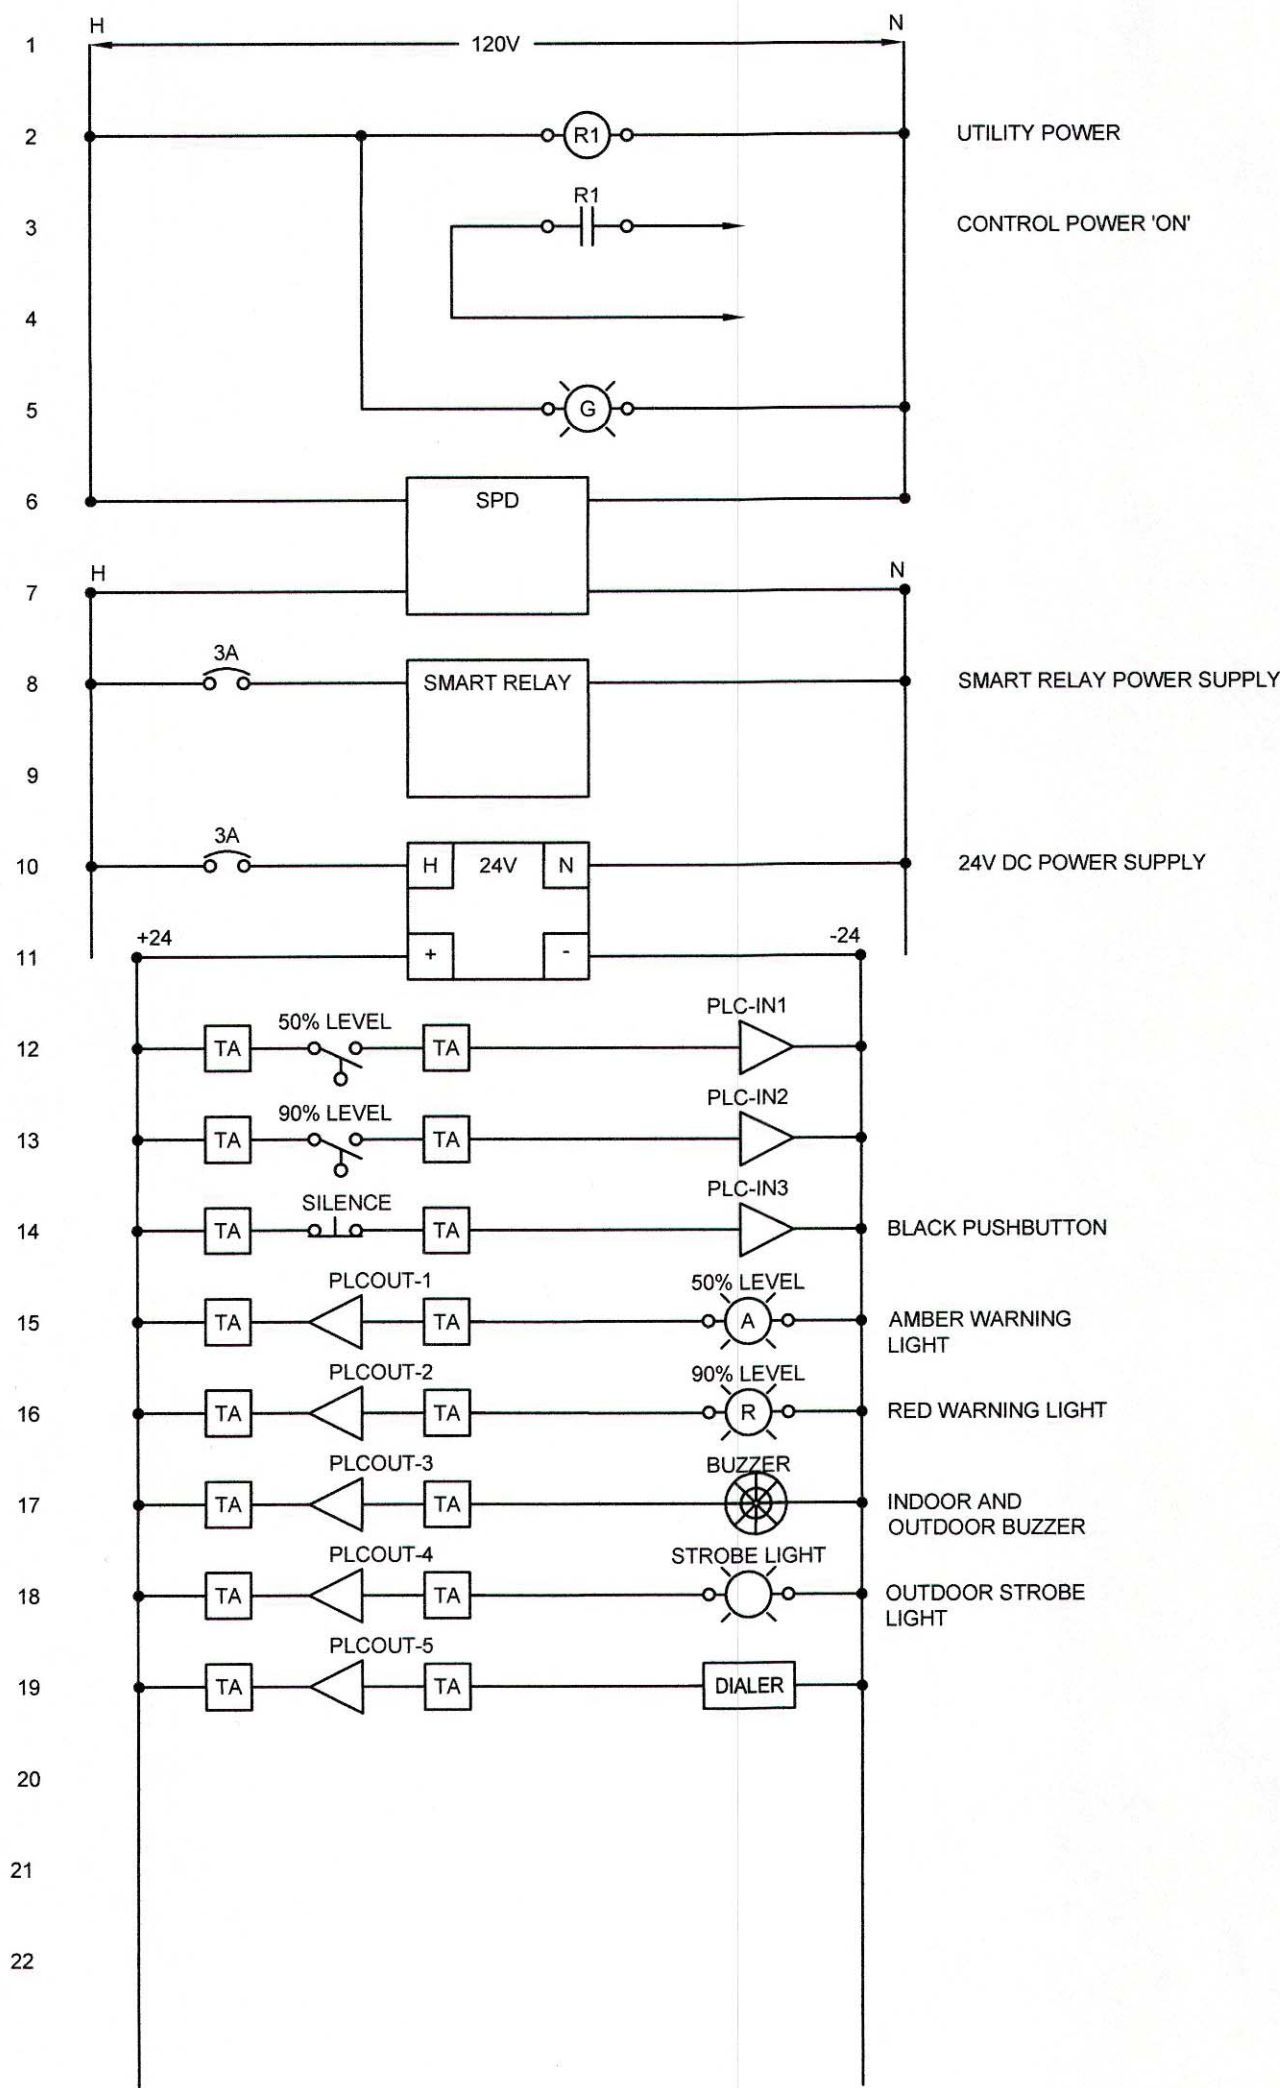 H N
1 120V
2 R1 UTILITY POWER
R1
3 CONTROL POWER 'ON'
4
5 G
6 SPD
H N
7
3A
8 SMART RELAY SMART RELAY POWER SUPPLY
9
3A
10 H 24V N 24V DC POWER SUPPLY
+24 -24
11 + -
50% LEVEL PLC-IN1
12 TA TA
90% LEVEL PLC-IN2
13 TA TA
SILENCE PLC-IN3
14 TA TA BLACK PUSHBUTTON
PLCOUT-1 50% LEVEL
15 TA TA A AMBER WARNING
LIGHT
PLCOUT-2 90% LEVEL
16 TA TA R RED WARNING LIGHT
PLCOUT-3 BUZZER
17 TA TA INDOOR AND
OUTDOOR BUZZER
PLCOUT-4 STROBE LIGHT
18 TA TA OUTDOOR STROBE
LIGHT
PLCOUT-5
19 TA TA DIALER
20
21
22